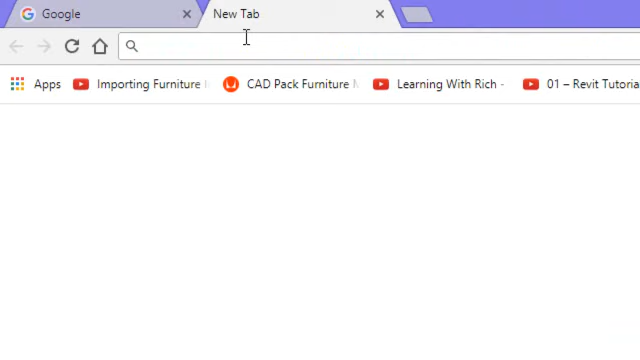 Google New Tab
Apps Importing Furniture CAD Pack Furniture Learning With Rich - 01 – Revit Tutoria